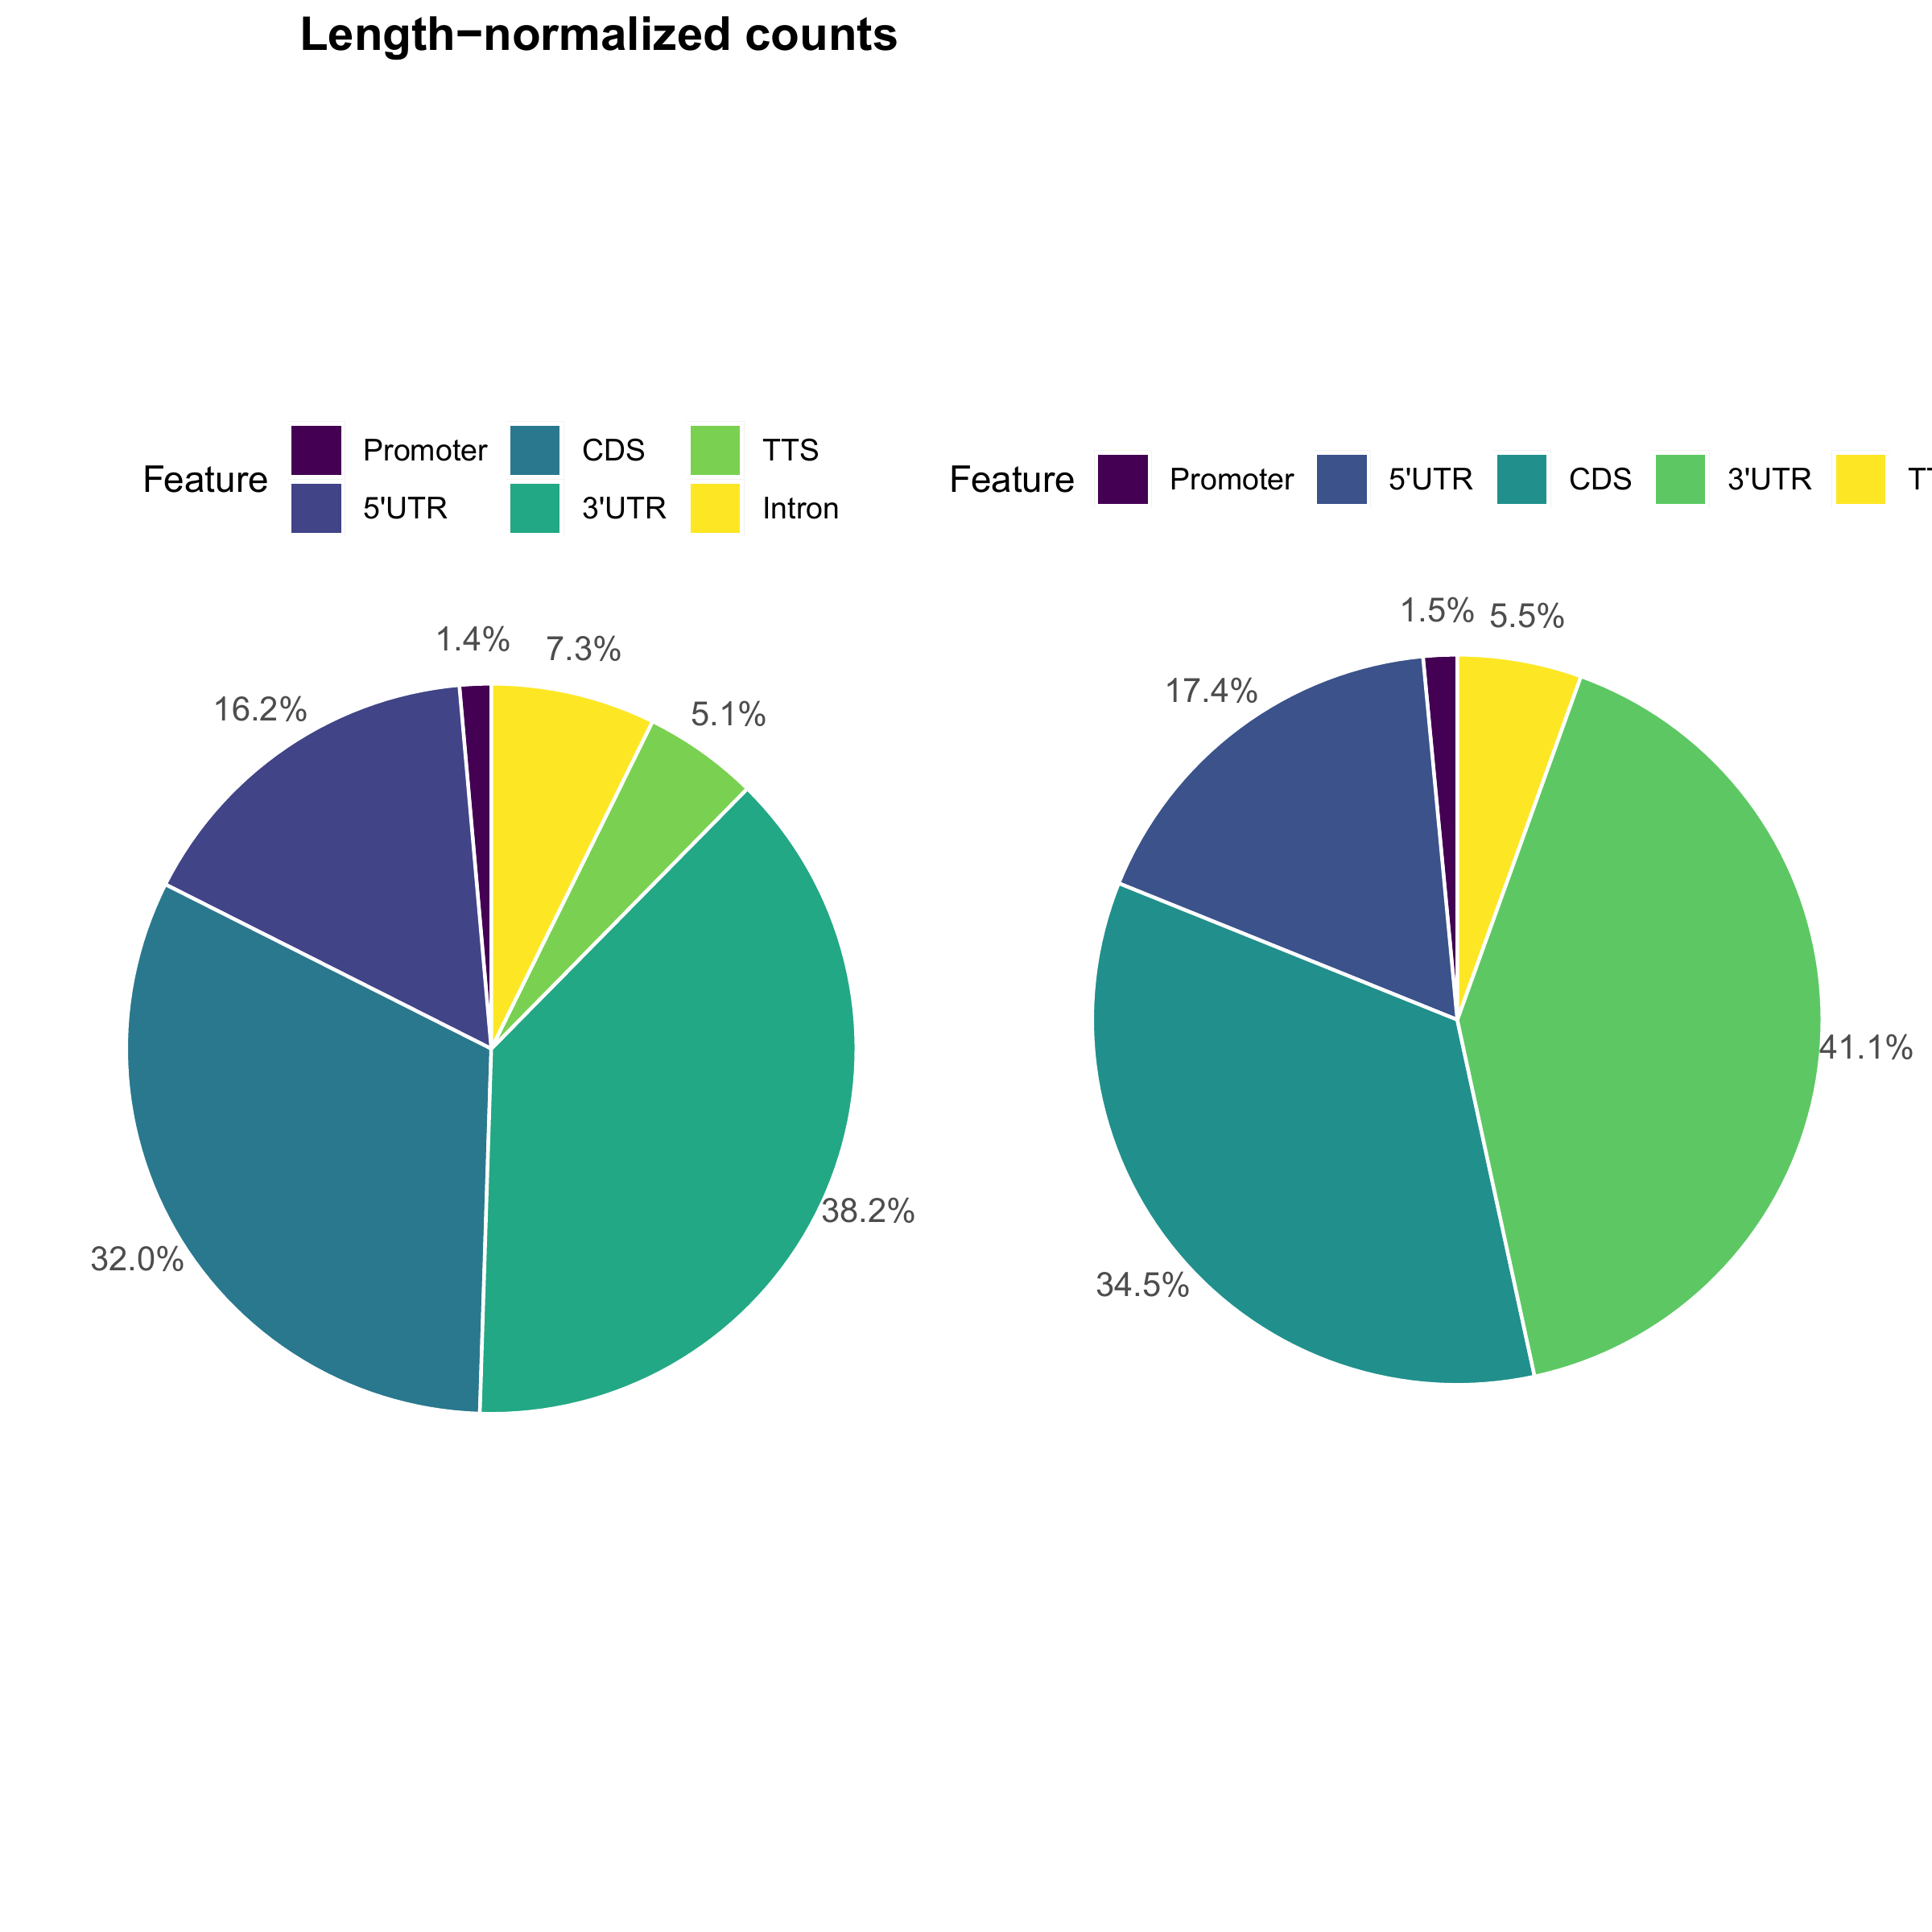 Length−normalized counts
Feature Promoter CDS TTS
5'UTR 3'UTR Intron
Feature Promoter 5'UTR CDS 3'UTR
1.4% 7.3%
16.2% 5.1%
38.2%
32.0%
1.5% 5.5%
17.4%
41.1%
34.5%